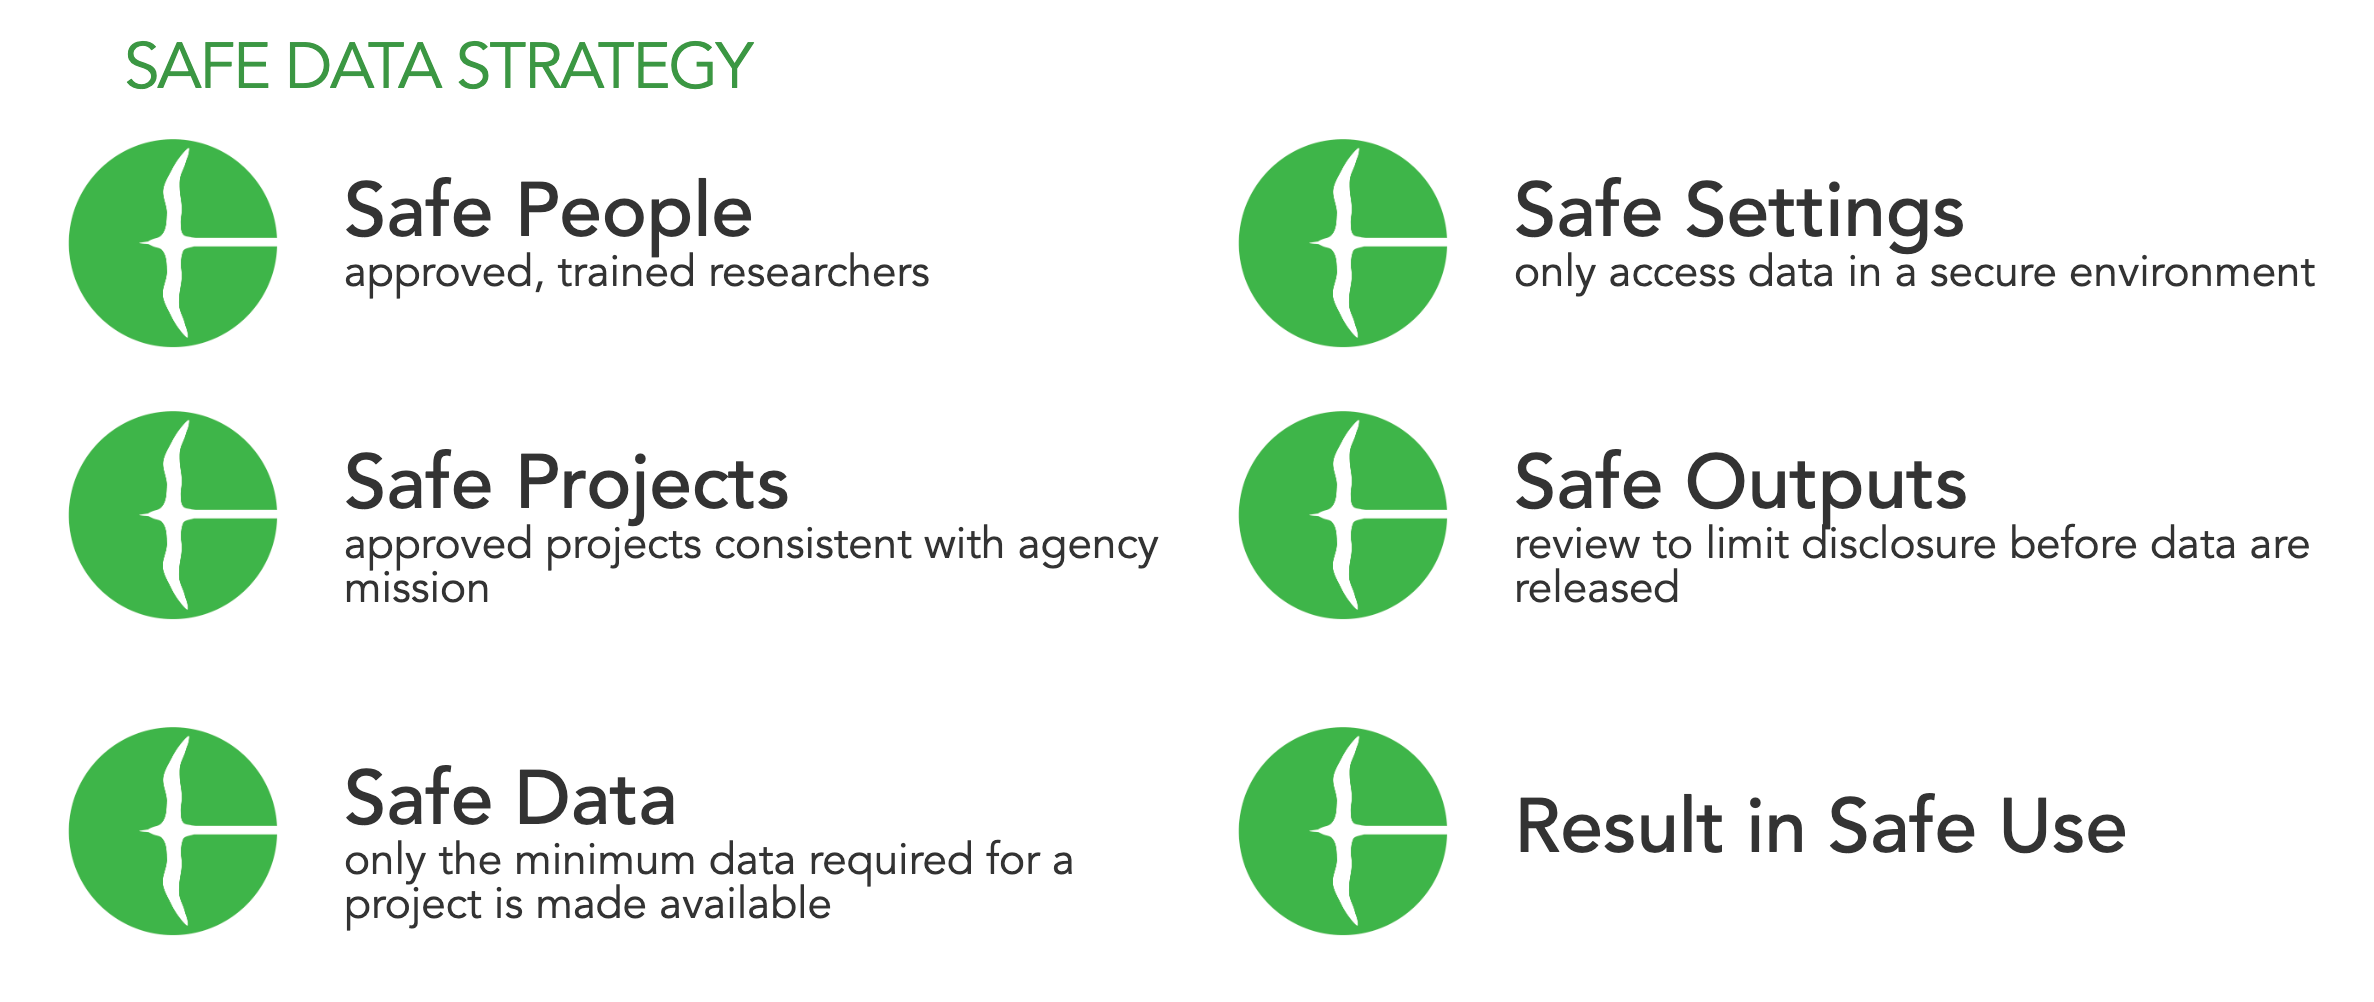 SAFE DATA STRATEGY
Safe People
approved, trained researchers
Safe Projects
approved projects consistent with agency
mission
Safe Data
only the minimum data required for a
project is made available
Safe Settings
only access data in a secure environment
Safe Outputs
review to limit disclosure before data are
released
Result in Safe Use